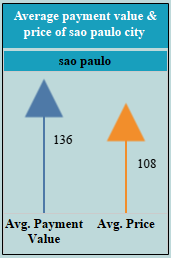 Average payment value &
price of sao paulo city
sao paulo
136
108
Avg. Payment
Value
Avg. Price